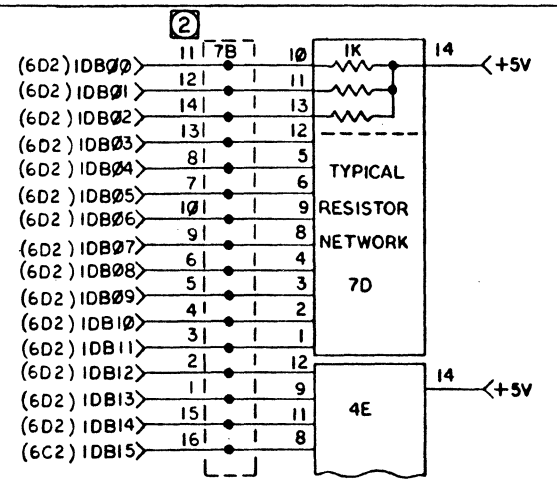 2
11 7B 10 1K 14
(6D2) IDBØØ +5V
12 11
(6D2) IDBØ1
14 13
(6D2) IDBØ2
13 12
(6D2) IDBØ3
8 5
(6D2) IDBØ4 TYPICAL
7 6
(6D2) IDBØ5
1Ø 9 RESISTOR
(6D2) IDBØ6
9 8 NETWORK
(6D2) IDBØ7
6 4
(6D2) IDBØ8
5 3 7D
(6D2) IDBØ9
4 2
(6D2) IDB1Ø
3 1
(6D2) IDB11
2 12 14
(6D2) IDB12 +5V
1 9
(6D2) IDB13
15 11 4E
(6D2) IDB14
16 8
(6C2) IDB15